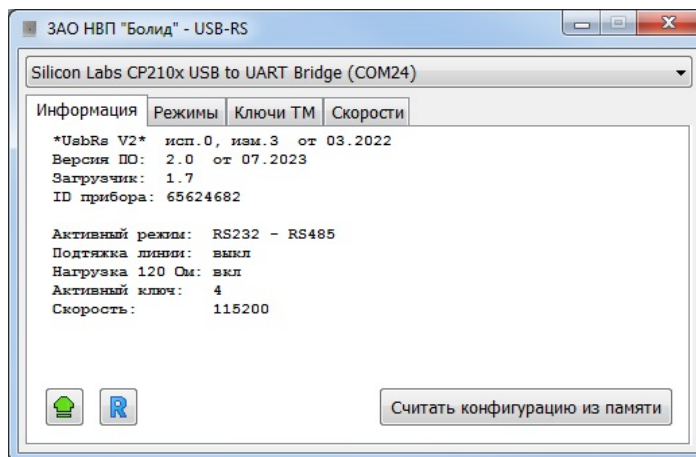 ЗАО НВП "Болид" - USB-RS
Silicon Labs CP210x USB to UART Bridge (COM24)
Информация Режимы Ключи ТМ Скорости
*UsbRs V2* исп.0, изм.3 от 03.2022
Версия ПО: 2.0 от 07.2023
Загрузчик: 1.7
ID прибора: 65624682
Активный режим: RS232 - RS485
Подтяжка линии: выкл
Нагрузка 120 Ом: вкл
Активный ключ: 4
Скорость: 115200
R
Считать конфигурацию из памяти